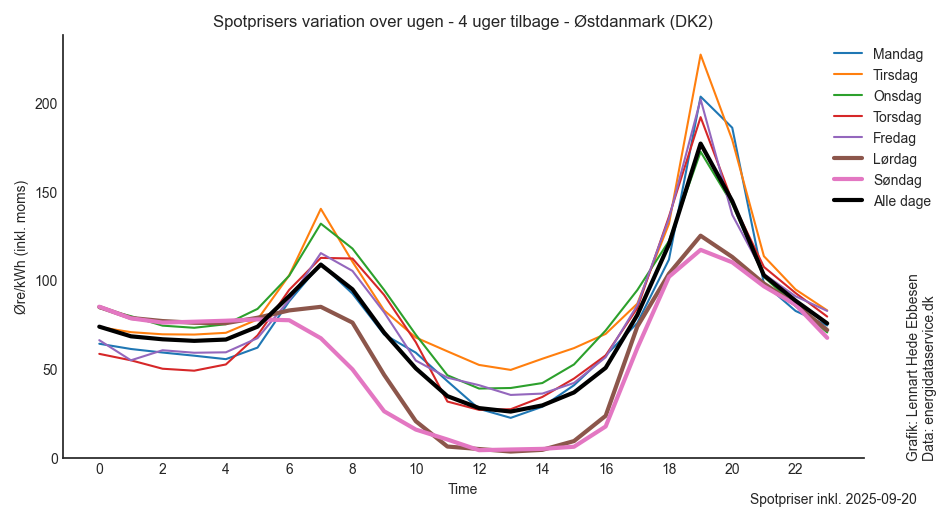 Spotprisers variation over ugen - 4 uger tilbage - Østdanmark (DK2)
Øre/kWh (inkl. moms)
200
150
100
50
0
0 2 4 6 8 10 12 14 16 18 20 22
Time
Mandag
Tirsdag
Onsdag
Torsdag
Fredag
Lørdag
Søndag
Alle dage
Grafik: Lennart Hede Ebbesen
Data: energidataservice.dk
Spotpriser inkl. 2025-09-20